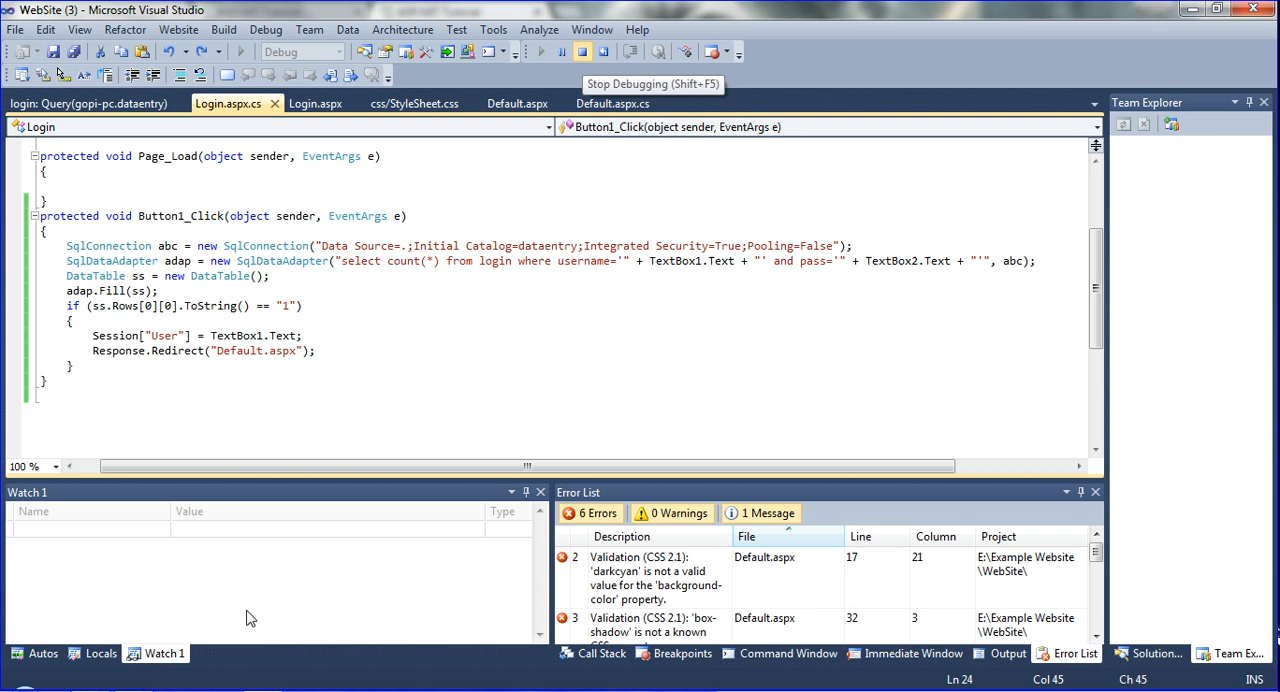 WebSite (3) - Microsoft Visual Studio
File Edit View Refactor Website Build Debug Team Data Architecture Test Tools Analyze Window Help
Debug
Stop Debugging (Shift+F5)
login: Query(gopi-pc.dataentry) Login.aspx.cs Login.aspx css/StyleSheet.css Default.aspx Default.aspx.cs
Team Explorer
Login
Button1_Click(object sender, EventArgs e)
protected void Page_Load(object sender, EventArgs e)
{
}
protected void Button1_Click(object sender, EventArgs e)
{
SqlConnection abc = new SqlConnection("Data Source=.;Initial Catalog=dataentry;Integrated Security=True;Pooling=False");
SqlDataAdapter adap = new SqlDataAdapter("select count(*) from login where username='" + TextBox1.Text + "' and pass='" + TextBox2.Text + "'", abc);
DataTable ss = new DataTable();
adap.Fill(ss);
if (ss.Rows[0][0].ToString() == "1")
{
Session["User"] = TextBox1.Text;
Response.Redirect("Default.aspx");
}
}
100 %
Watch 1
Name Value Type
Error List
6 Errors 0 Warnings 1 Message
Description File Line Column Project
2 Validation (CSS 2.1): Default.aspx 17 21 E:\Example Website
'darkcyan' is not a valid \WebSite\
value for the 'background-
color' property.
3 Validation (CSS 2.1): 'box- Default.aspx 32 3 E:\Example Website
shadow' is not a known \WebSite\
Autos Locals Watch 1
Call Stack Breakpoints Command Window Immediate Window Output Error List
Solution... Team Ex...
Ln 24 Col 45 Ch 45 INS